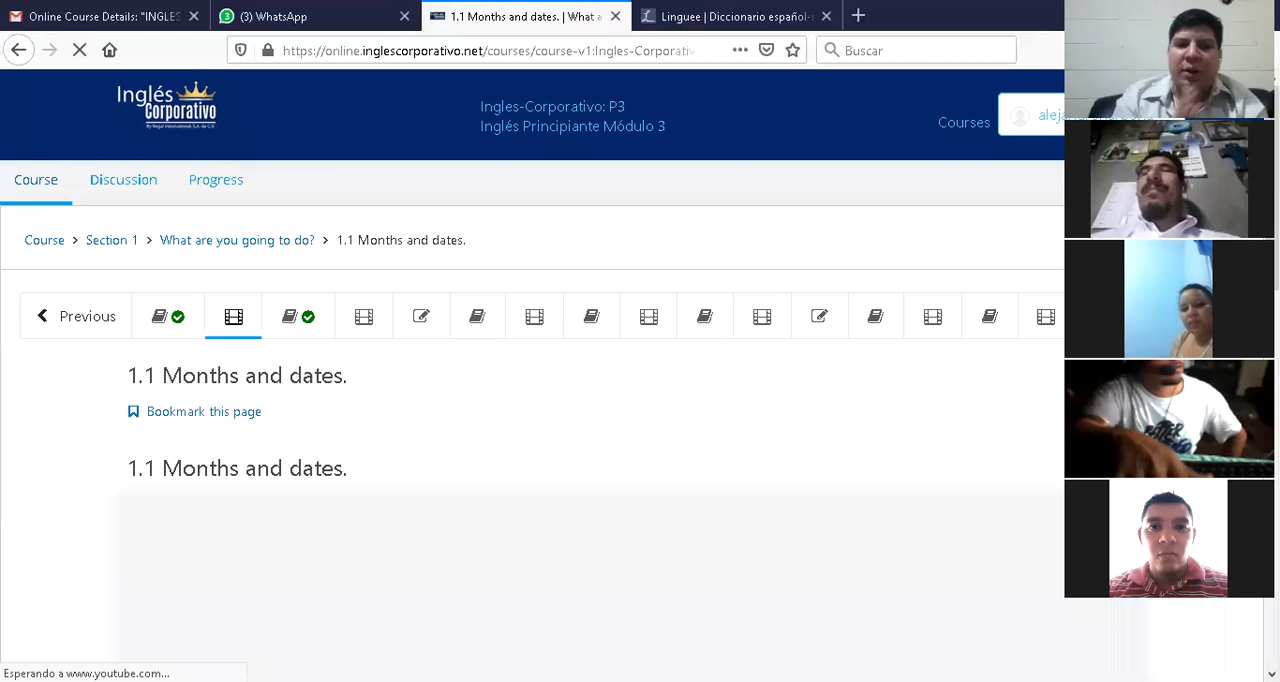 Online Course Details: "INGLES
(3) WhatsApp
1.1 Months and dates. | What a
Linguee | Diccionario español-i
https://online.inglescorporativo.net/courses/course-v1:Ingles-Corporativ
Buscar
Inglés
Corporativo
Ingles-Corporativo: P3
Inglés Principiante Módulo 3
Courses
Course
Discussion
Progress
Course > Section 1 > What are you going to do? > 1.1 Months and dates.
Previous
1.1 Months and dates.
Bookmark this page
1.1 Months and dates.
Esperando a www.youtube.com...